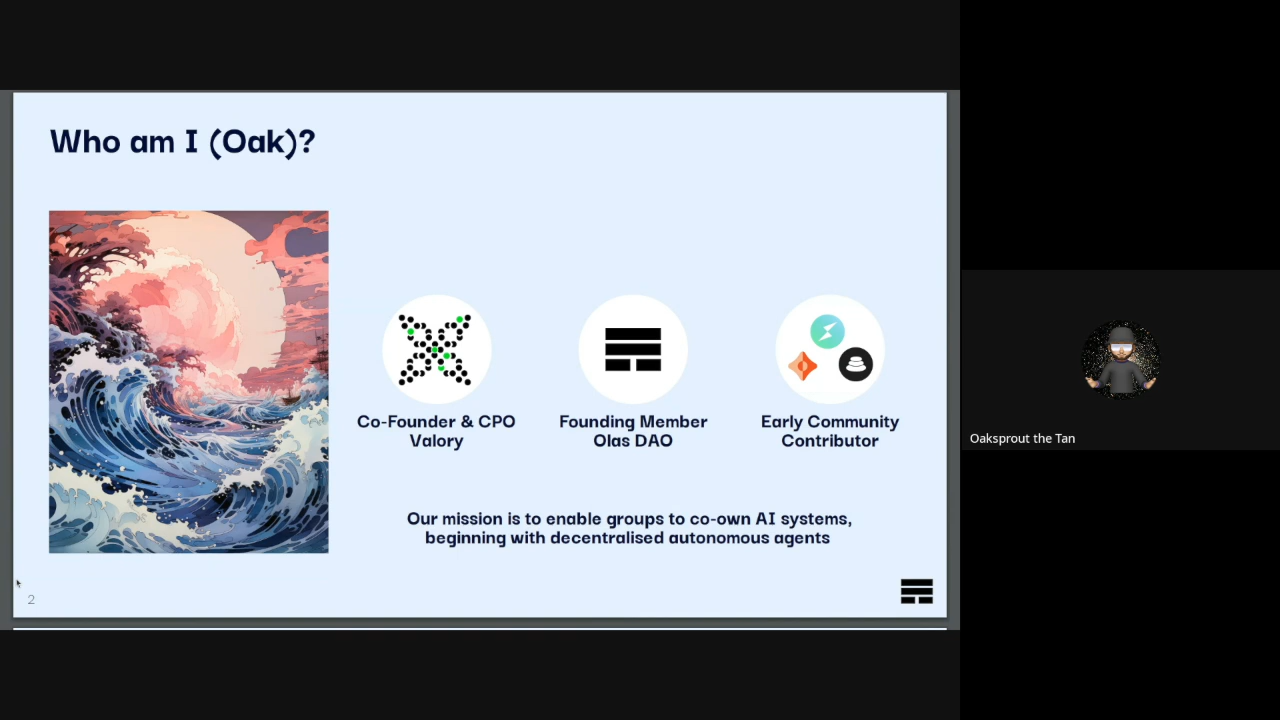 Who am I (Oak)?
Co-Founder & CPO
Valory
Founding Member
Olas DAO
Early Community
Contributor
Our mission is to enable groups to co-own AI systems,
beginning with decentralised autonomous agents
2
Oaksprout the Tan